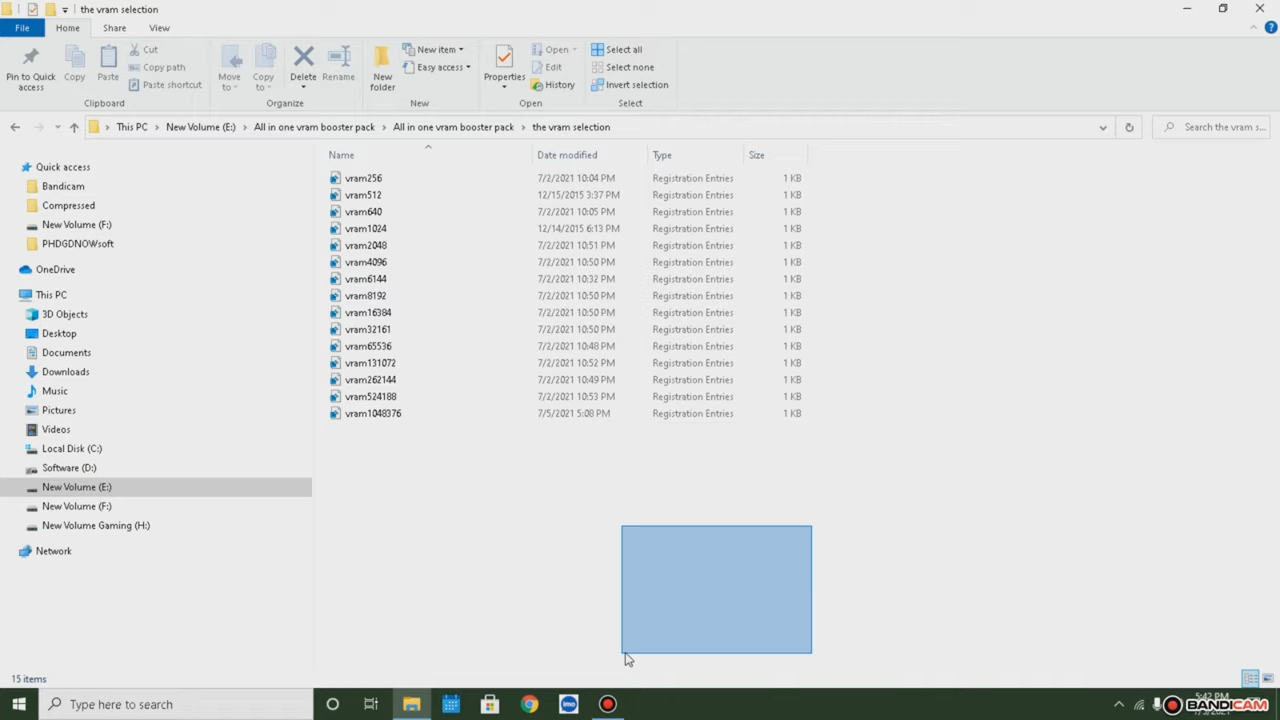 the vram selection
File Home Share View
Pin to Quick access
Copy
Paste
Cut
Copy path
Paste shortcut
Clipboard
Move to
Copy to
Delete
Rename
Organize
New folder
New item
Easy access
New
Properties
Open
Edit
History
Open
Select all
Select none
Invert selection
Select
This PC > New Volume (E:) > All in one vram booster pack > All in one vram booster pack > the vram selection
Search the vram s...
Quick access
Bandicam
Compressed
New Volume (F:)
PHDGDNOWsoft
OneDrive
This PC
3D Objects
Desktop
Documents
Downloads
Music
Pictures
Videos
Local Disk (C:)
Software (D:)
New Volume (E:)
New Volume (F:)
New Volume Gaming (H:)
Network
Name Date modified Type Size
vram256 7/2/2021 10:04 PM Registration Entries 1 KB
vram512 12/15/2015 3:37 PM Registration Entries 1 KB
vram640 7/2/2021 10:05 PM Registration Entries 1 KB
vram1024 12/14/2015 6:13 PM Registration Entries 1 KB
vram2048 7/2/2021 10:51 PM Registration Entries 1 KB
vram4096 7/2/2021 10:50 PM Registration Entries 1 KB
vram6144 7/2/2021 10:32 PM Registration Entries 1 KB
vram8192 7/2/2021 10:50 PM Registration Entries 1 KB
vram16384 7/2/2021 10:50 PM Registration Entries 1 KB
vram32161 7/2/2021 10:50 PM Registration Entries 1 KB
vram65536 7/2/2021 10:48 PM Registration Entries 1 KB
vram131072 7/2/2021 10:52 PM Registration Entries 1 KB
vram262144 7/2/2021 10:49 PM Registration Entries 1 KB
vram524188 7/2/2021 10:53 PM Registration Entries 1 KB
vram1048376 7/5/2021 5:08 PM Registration Entries 1 KB
15 items
Type here to search
imo
5:42 PM
BANDICAM